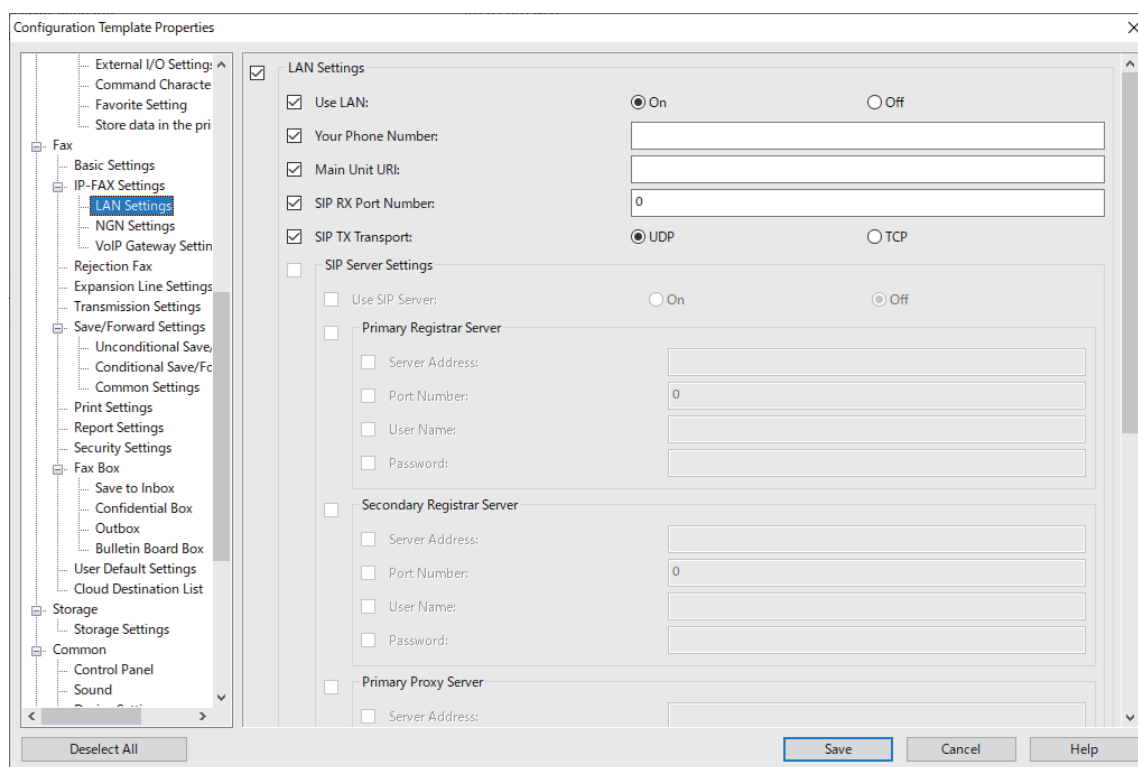 Configuration Template Properties
External I/O Setting
Command Characte
Favorite Setting
Store data in the pri
Fax
Basic Settings
IP-FAX Settings
LAN Settings
NGN Settings
VoIP Gateway Settin
Rejection Fax
Expansion Line Settings
Transmission Settings
Save/Forward Settings
Unconditional Save/
Conditional Save/Fo
Common Settings
Print Settings
Report Settings
Security Settings
Fax Box
Save to Inbox
Confidential Box
Outbox
Bulletin Board Box
User Default Settings
Cloud Destination List
Storage
Storage Settings
Common
Control Panel
Sound
LAN Settings
Use LAN: On Off
Your Phone Number:
Main Unit URI:
SIP RX Port Number: 0
SIP TX Transport: UDP TCP
SIP Server Settings
Use SIP Server: On Off
Primary Registrar Server
Server Address:
Port Number: 0
User Name:
Password:
Secondary Registrar Server
Server Address:
Port Number: 0
User Name:
Password:
Primary Proxy Server
Server Address:
Deselect All Save Cancel Help